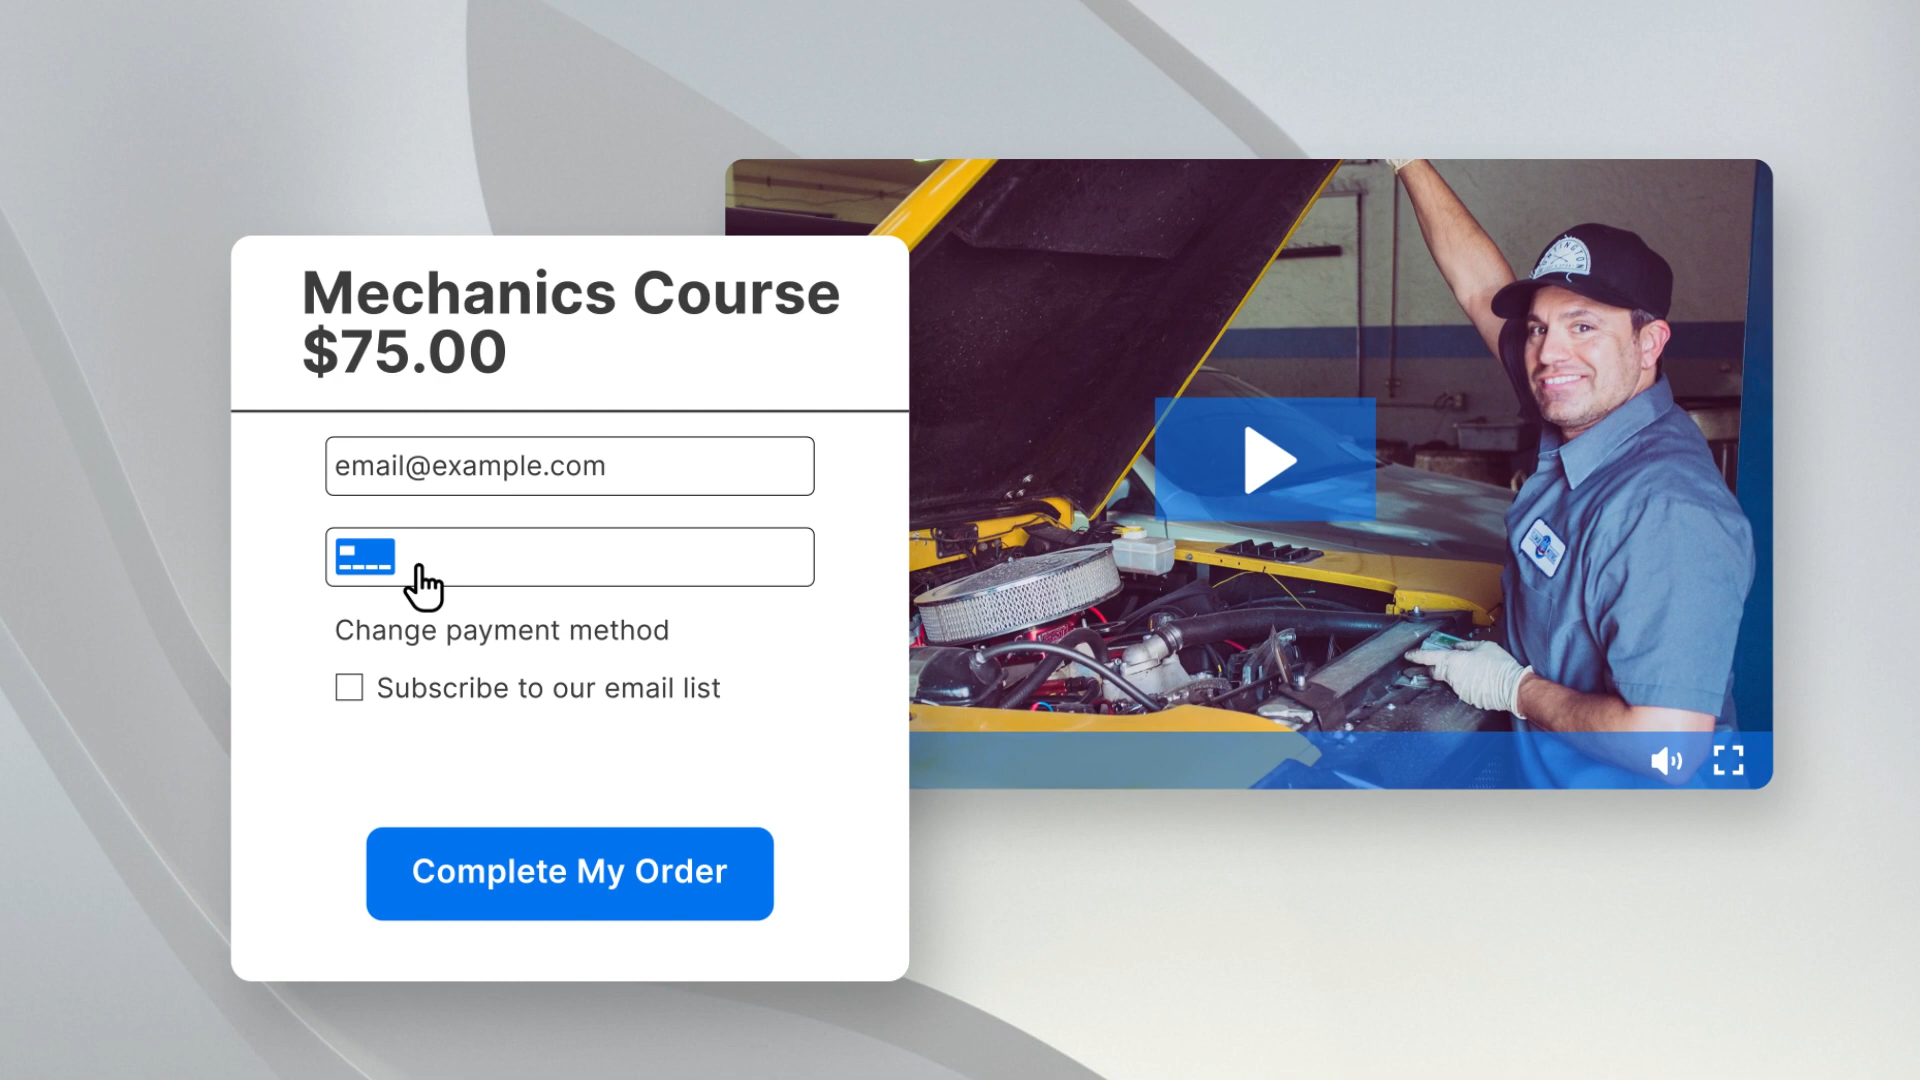 Mechanics Course
$75.00
email@example.com
Change payment method
Subscribe to our email list
Complete My Order